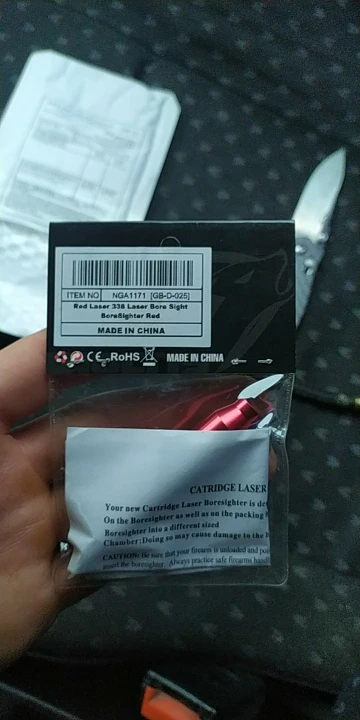 ITEM NO NGA1171 [GB-D-025]
Red Laser 338 Laser Bore Sight
BoreSighter Red
MADE IN CHINA
CE RoHS MADE IN CHINA
CATRIDGE LASER
Your new Cartridge Laser Boresighter is de
On the Boresighter as well as on the packing
Boresighter into a different sized
Chamber;Doing so may cause damage to the
CAUTION: Be sure that your firearm is unloaded and
insert the boresighter. Always practice safe firearms